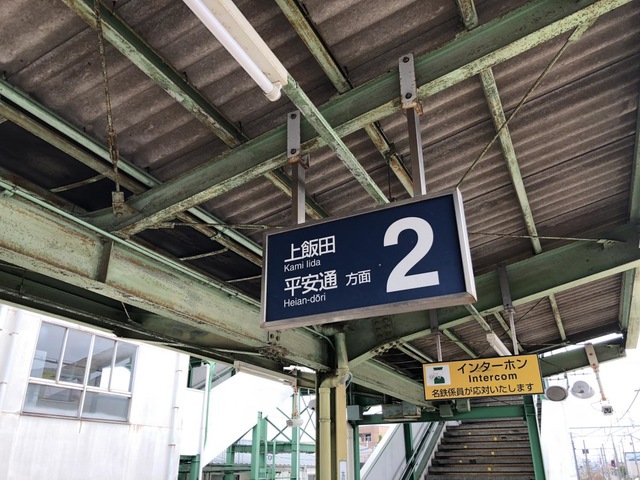 上飯田
Kami Iida
平安通 方面
Heian-dōri
2
インターホン
Intercom
名鉄係員が応対いたします